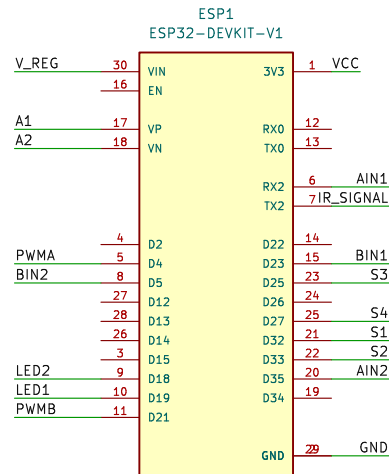 ESP1
ESP32-DEVKIT-V1
V_REG 30 VIN 3V3 1 VCC
16 EN
A1 17 VP RX0 12
A2 18 VN TX0 13
RX2 6 AIN1
TX2 7 IR_SIGNAL
4 D2 D22 14
PWMA 5 D4 D23 15 BIN1
BIN2 8 D5 D25 23 S3
27 D12 D26 24
28 D13 D27 25 S4
26 D14 D32 21 S1
3 D15 D33 22 S2
LED2 9 D18 D35 20 AIN2
LED1 10 D19 D34 19
PWMB 11 D21
GND GND